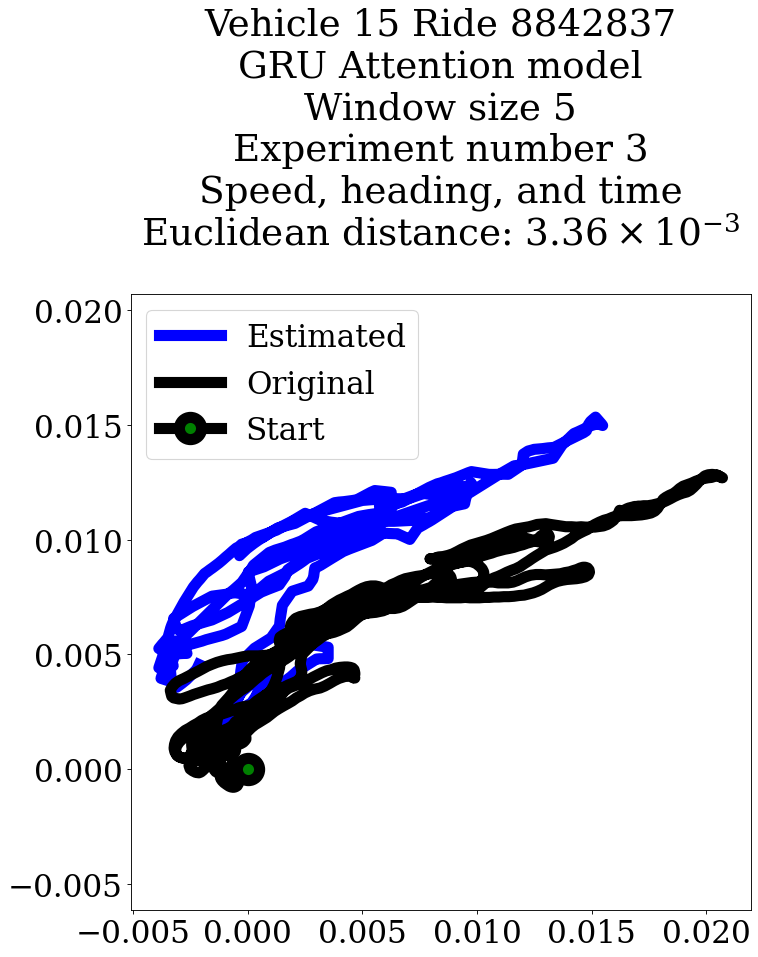 Vehicle 15 Ride 8842837
GRU Attention model
Window size 5
Experiment number 3
Speed, heading, and time
Euclidean distance: 3.36 × 10⁻³
0.020
0.015
0.010
0.005
0.000
−0.005
Estimated
Original
Start
−0.005 0.000 0.005 0.010 0.015 0.020